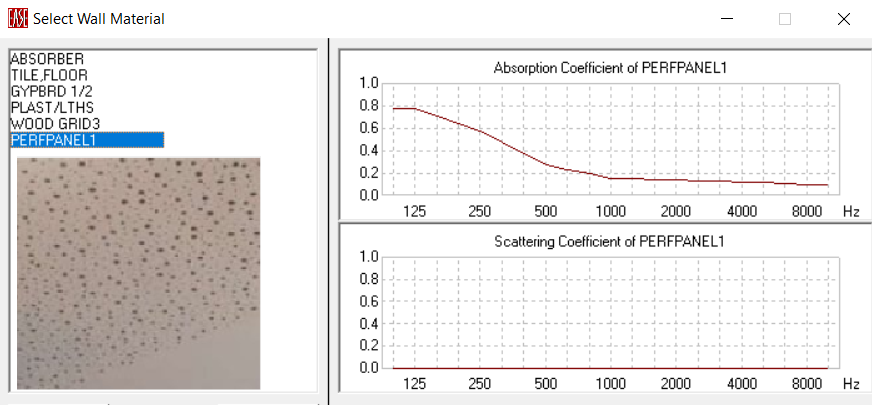 EASE Select Wall Material
ABSORBER
TILE,FLOOR
GYPBRD 1/2
PLAST/LTHS
WOOD GRID3
PERFPANEL1
Absorption Coefficient of PERFPANEL1
1.0
0.8
0.6
0.4
0.2
0.0
125 250 500 1000 2000 4000 8000 Hz
Scattering Coefficient of PERFPANEL1
1.0
0.8
0.6
0.4
0.2
0.0
125 250 500 1000 2000 4000 8000 Hz